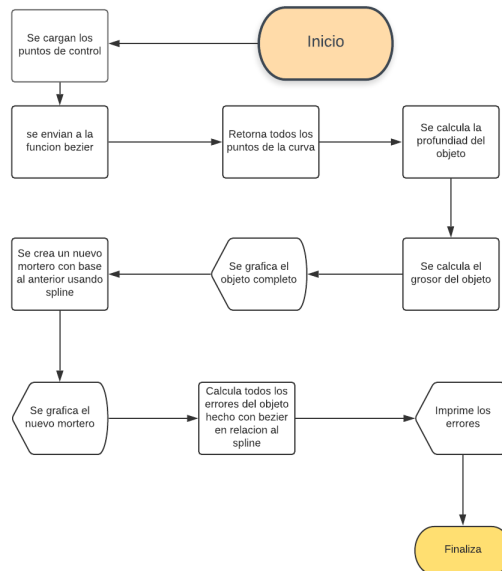 Inicio
Se cargan los
puntos de control
se envian a la
funcion bezier
Retorna todos los
puntos de la curva
Se calcula la
profundiad del
objeto
Se calcula el
grosor del objeto
Se grafica el
objeto completo
Se crea un nuevo
mortero con base
al anterior usando
spline
Se grafica el
nuevo mortero
Calcula todos los
errores del objeto
hecho con bezier
en relacion al
spline
Imprime los
errores
Finaliza